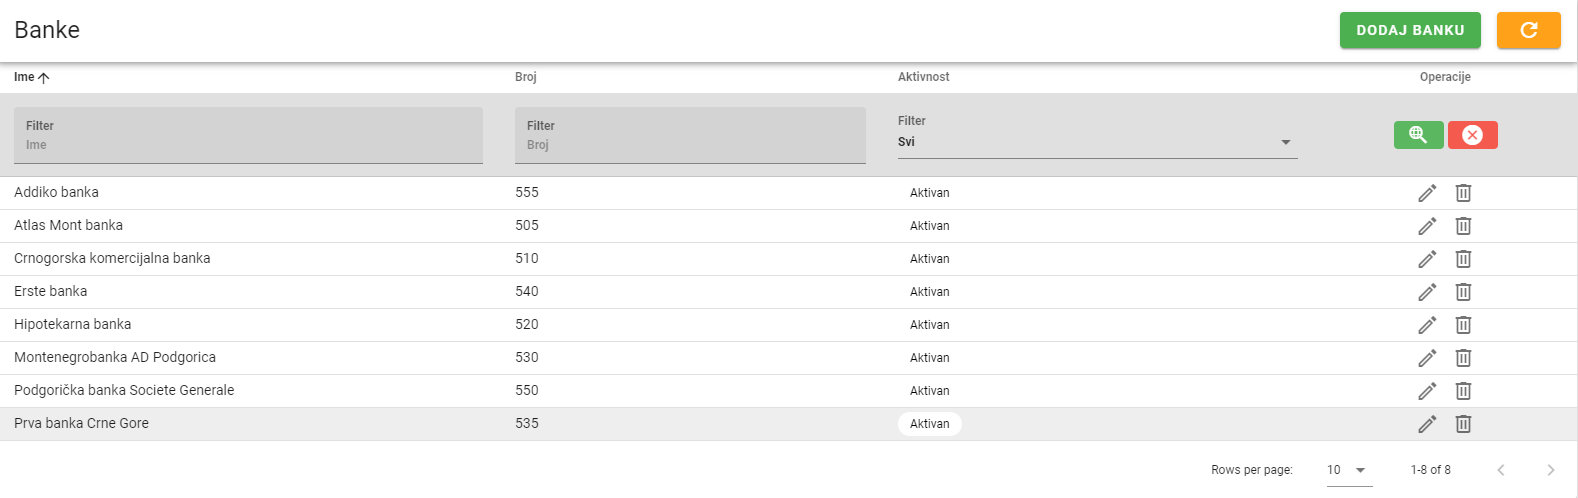 Banke
DODAJ BANKU
Ime Broj Aktivnost Operacije
Filter Filter Filter
Ime Broj Svi
Addiko banka 555 Aktivan
Atlas Mont banka 505 Aktivan
Crnogorska komercijalna banka 510 Aktivan
Erste banka 540 Aktivan
Hipotekarna banka 520 Aktivan
Montenegrobanka AD Podgorica 530 Aktivan
Podgorička banka Societe Generale 550 Aktivan
Prva banka Crne Gore 535 Aktivan
Rows per page: 10 1-8 of 8